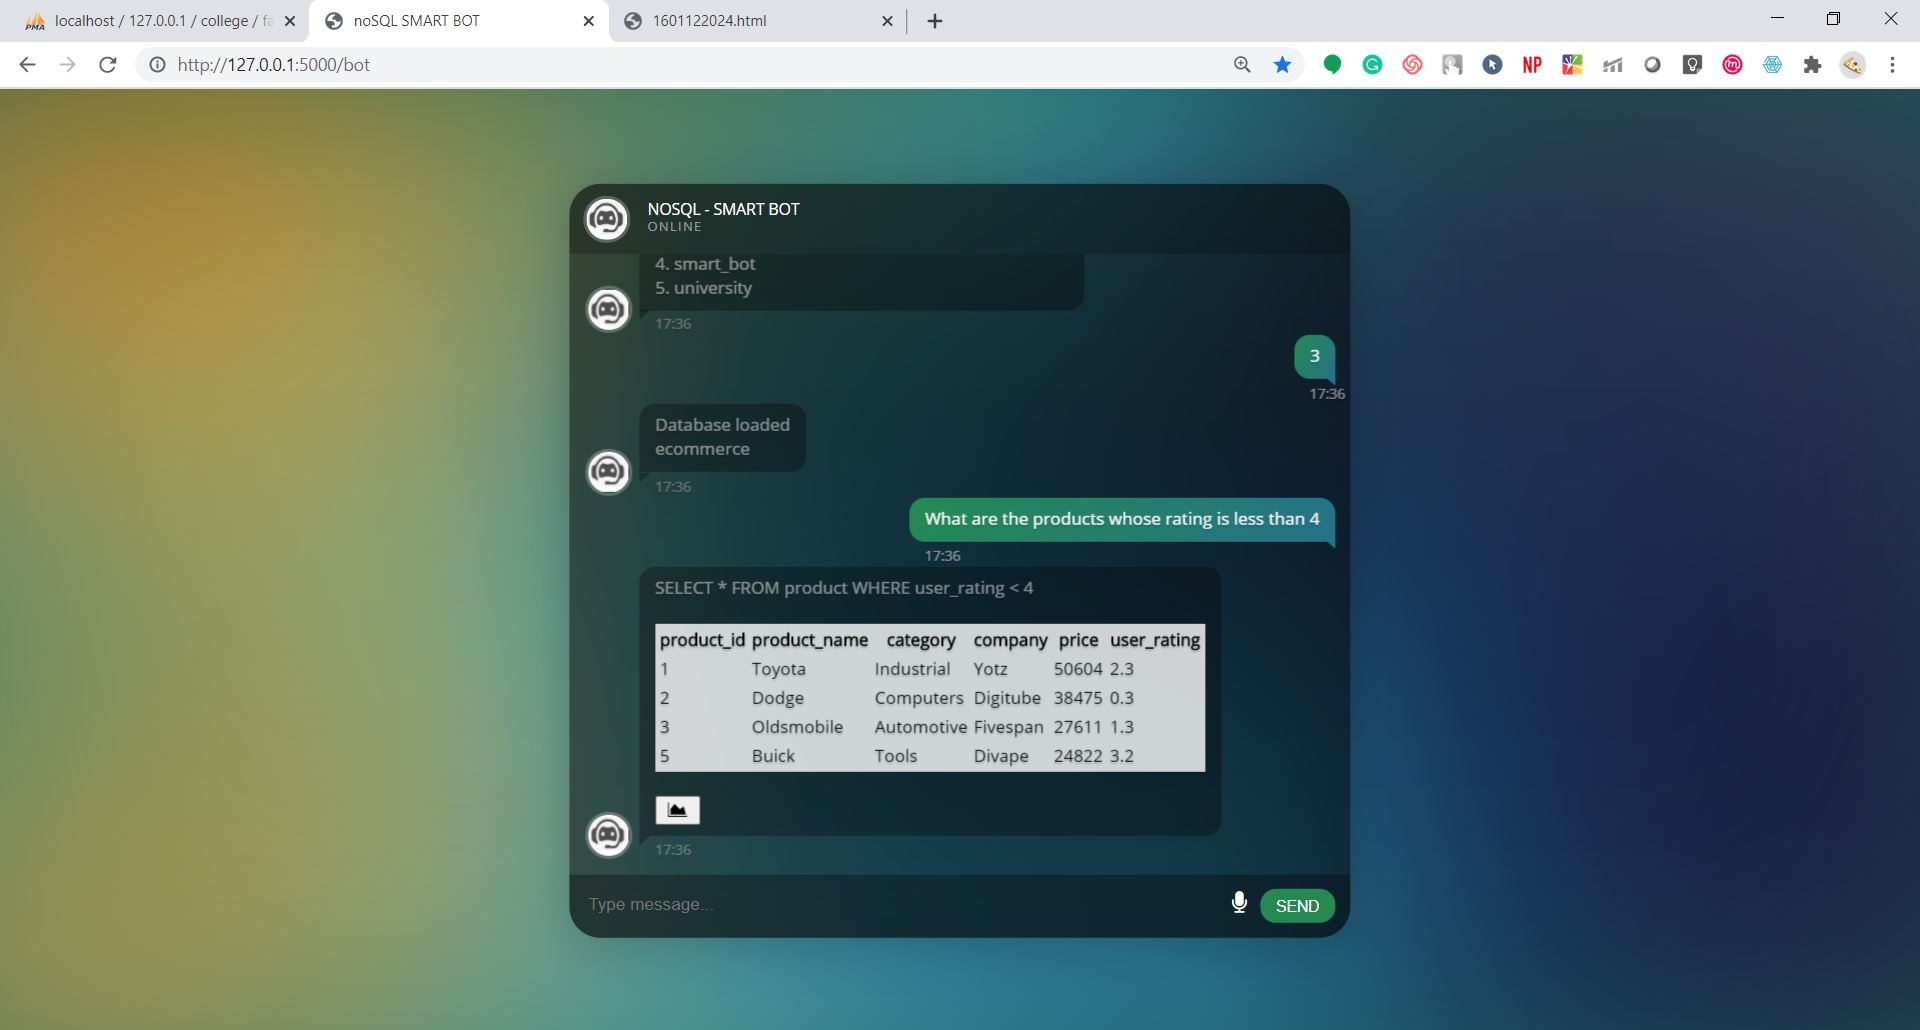 localhost / 127.0.0.1 / college / fa
noSQL SMART BOT
1601122024.html
http://127.0.0.1:5000/bot
NP
NOSQL - SMART BOT
ONLINE
4. smart_bot
5. university
17:36
3
17:36
Database loaded
ecommerce
17:36
What are the products whose rating is less than 4
17:36
SELECT * FROM product WHERE user_rating < 4
product_id product_name category company price user_rating
1 Toyota Industrial Yotz 50604 2.3
2 Dodge Computers Digitube 38475 0.3
3 Oldsmobile Automotive Fivespan 27611 1.3
5 Buick Tools Divape 24822 3.2
17:36
Type message...
SEND